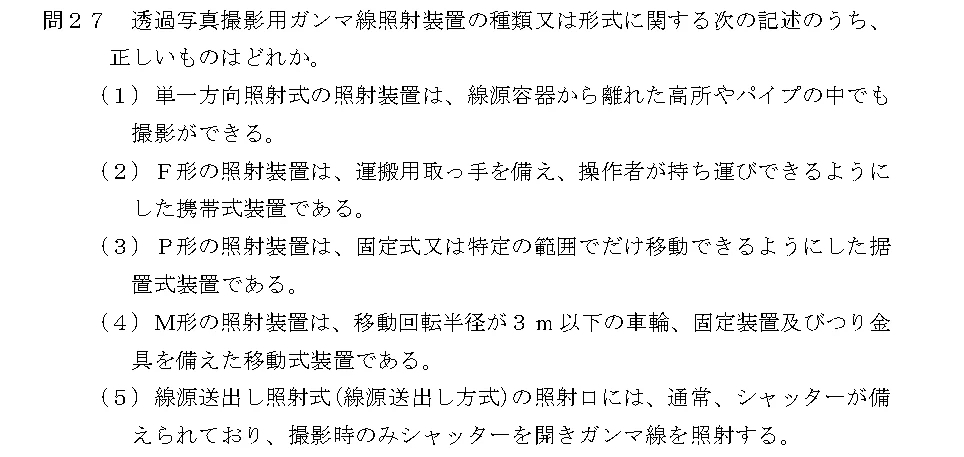 問27 透過写真撮影用ガンマ線照射装置の種類又は形式に関する次の記述のうち、
正しいものはどれか。
(1)単一方向照射式の照射装置は、線源容器から離れた高所やパイプの中でも
撮影ができる。
(2)F形の照射装置は、運搬用取っ手を備え、操作者が持ち運びできるように
した携帯式装置である。
(3)P形の照射装置は、固定式又は特定の範囲でだけ移動できるようにした据
置式装置である。
(4)M形の照射装置は、移動回転半径が3m以下の車輪、固定装置及びつり金
具を備えた移動式装置である。
(5)線源送出し照射式(線源送出し方式)の照射口には、通常、シャッターが備
えられており、撮影時のみシャッターを開きガンマ線を照射する。